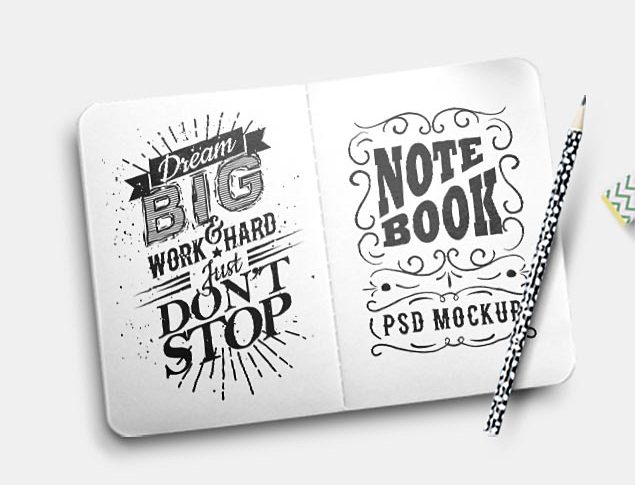 Dream
BIG
&
WORK HARD
Just
DON'T
STOP
NOTE
BOOK
PSD MOCKUP